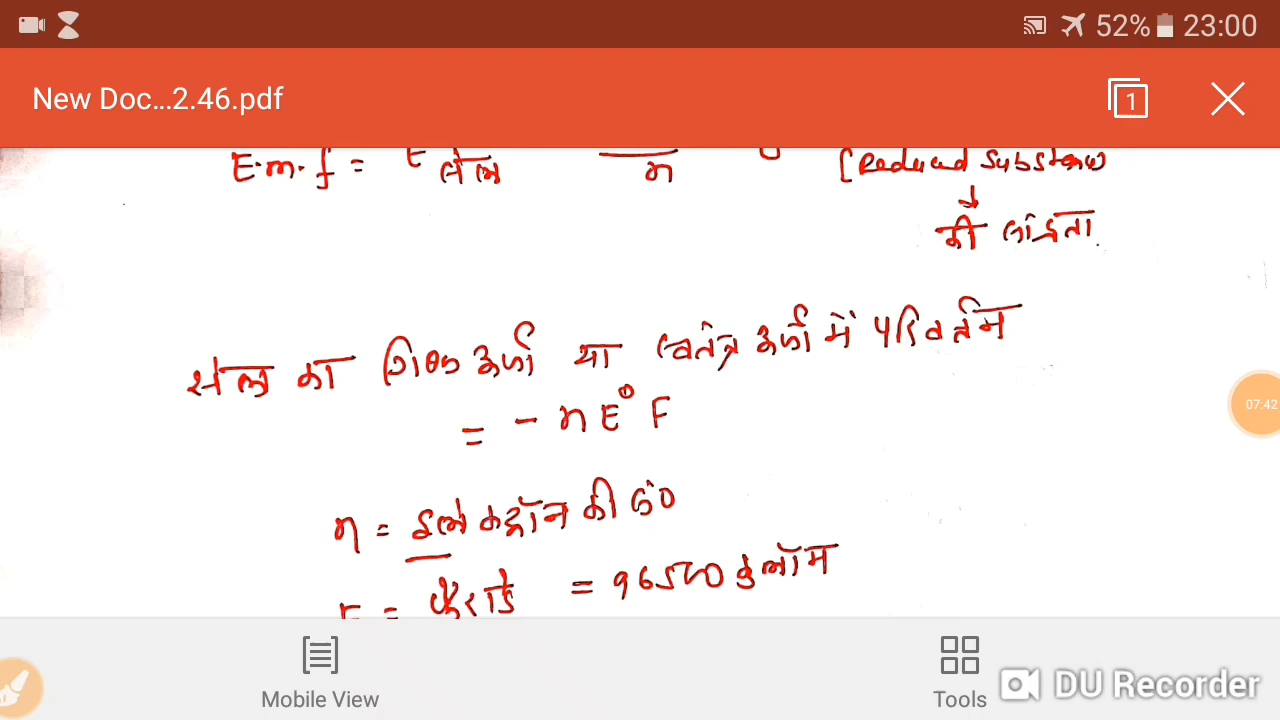 52% 23:00
New Doc...2.46.pdf
1
E.m.f = E सेल n [Reduced Substance]
की सांद्रता
सेल का गिब्ज ऊर्जा या स्वतंत्र ऊर्जा में परिवर्तन
= - n E° F
07:42
n = इलेक्ट्रॉन की सं०
F = फैराडे = 96500 कुलॉम
Mobile View
Tools
DU Recorder